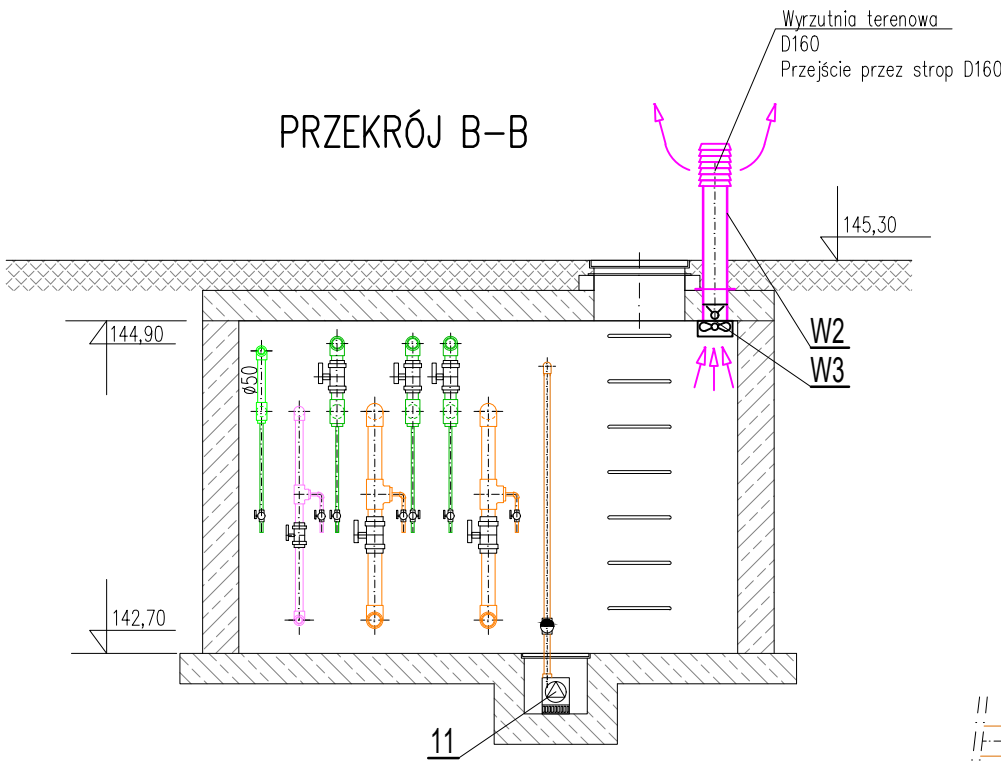 Wyrzutnia terenowa
D160
Przejście przez strop D160
PRZEKRÓJ B-B
145,30
144,90
W2
W3
ø50
142,70
11